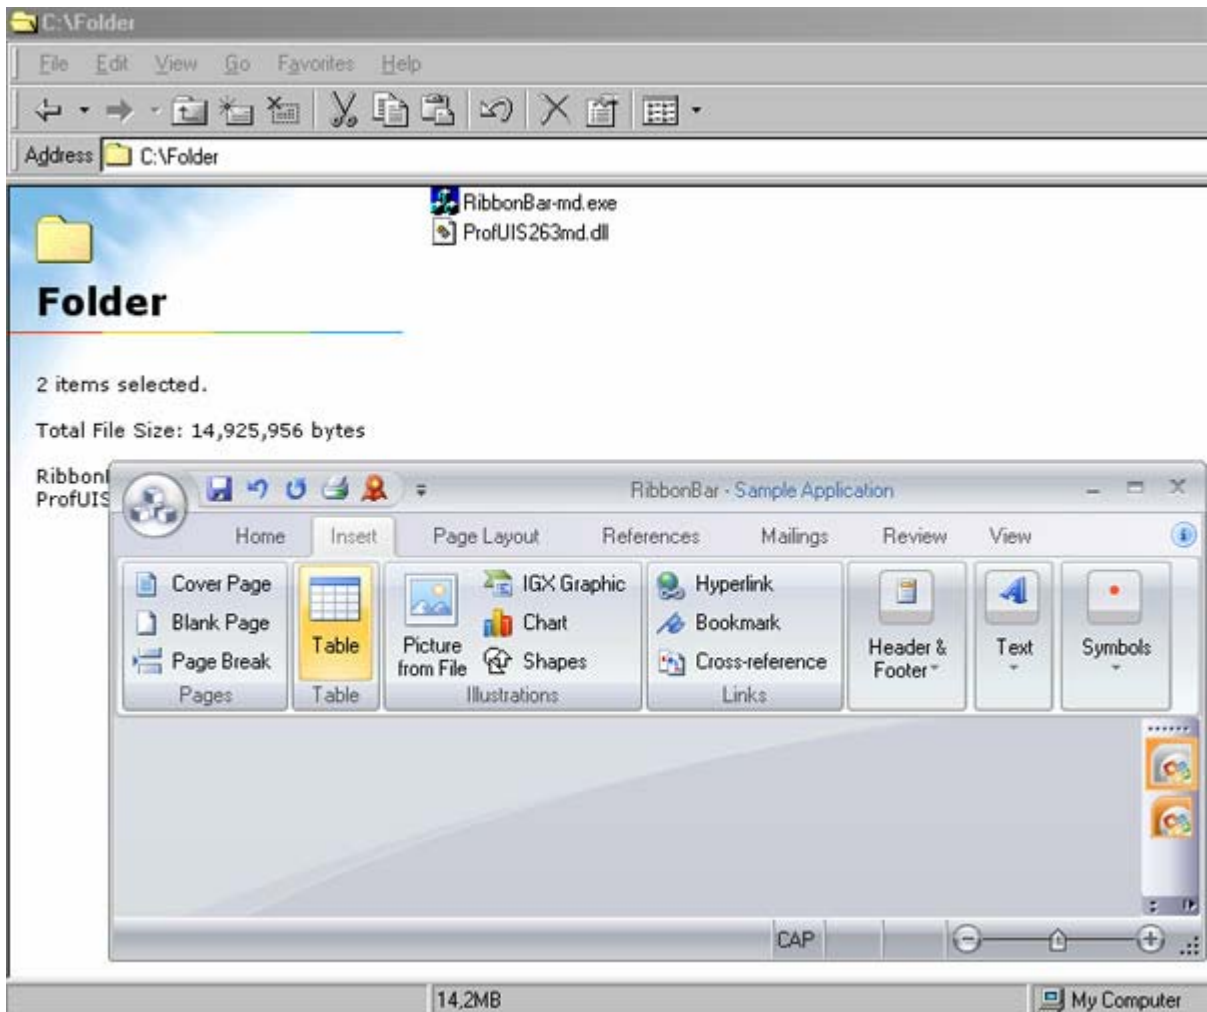 C:\Folder
File Edit View Go Favorites Help
Address C:\Folder
RibbonBar-md.exe
ProfUIS263md.dll
Folder
2 items selected.
Total File Size: 14,925,956 bytes
Ribbon
ProfUIS
RibbonBar - Sample Application
Home Insert Page Layout References Mailings Review View
Cover Page
Blank Page
Page Break
Pages
Table
Table
Picture
from File
IGX Graphic
Chart
Shapes
Illustrations
Hyperlink
Bookmark
Cross-reference
Links
Header &
Footer
Text
Symbols
CAP
14,2MB My Computer